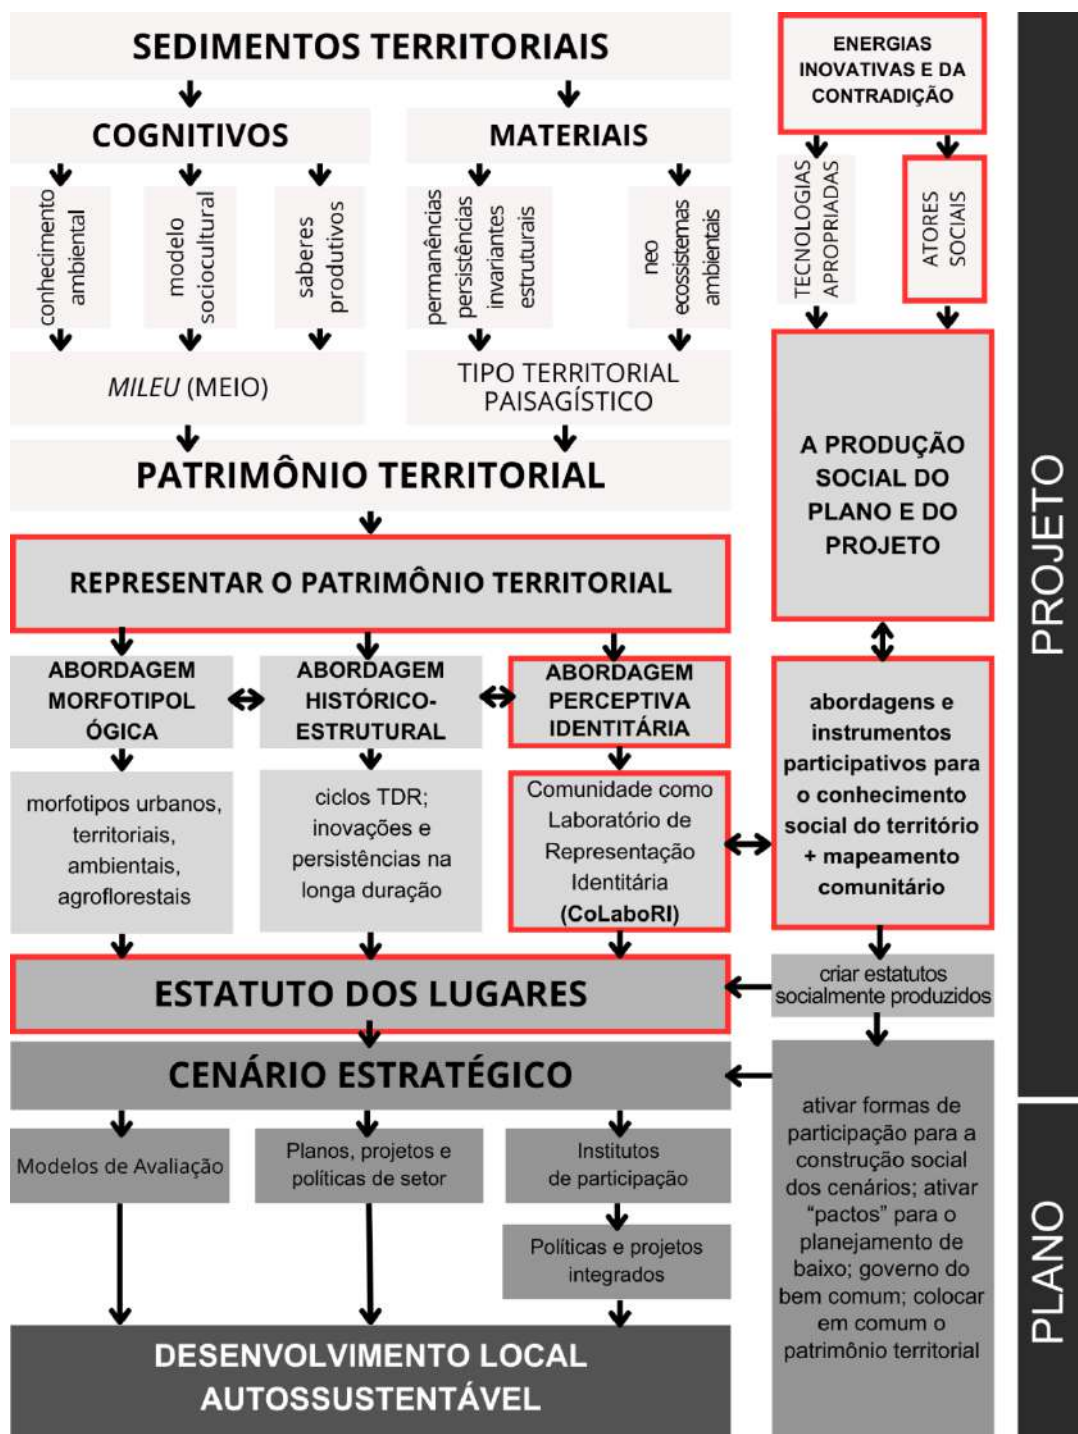 SEDIMENTOS TERRITORIAIS
COGNITIVOS
MATERIAIS
conhecimento
ambiental
modelo
sociocultural
saberes
produtivos
permanências
persistências
invariantes
estruturais
neo
ecossistemas
ambientais
MILEU (MEIO)
TIPO TERRITORIAL
PAISAGÍSTICO
PATRIMÔNIO TERRITORIAL
REPRESENTAR O PATRIMÔNIO TERRITORIAL
ABORDAGEM
MORFOTIPOL
ÓGICA
ABORDAGEM
HISTÓRICO-
ESTRUTURAL
ABORDAGEM
PERCEPTIVA
IDENTITÁRIA
morfotipos urbanos,
territoriais,
ambientais,
agroflorestais
ciclos TDR;
inovações e
persistências na
longa duração
Comunidade como
Laboratório de
Representação
Identitária
(CoLaboRI)
ESTATUTO DOS LUGARES
CENÁRIO ESTRATÉGICO
Modelos de Avaliação
Planos, projetos e
políticas de setor
Institutos
de participação
Políticas e projetos
integrados
DESENVOLVIMENTO LOCAL
AUTOSSUSTENTÁVEL
ENERGIAS
INOVATIVAS E DA
CONTRADIÇÃO
TECNOLOGIAS
APROPRIADAS
ATORES
SOCIAIS
A PRODUÇÃO
SOCIAL DO
PLANO E DO
PROJETO
abordagens e
instrumentos
participativos para
o conhecimento
social do território
+ mapeamento
comunitário
criar estatutos
socialmente produzidos
ativar formas de
participação para a
construção social
dos cenários; ativar
“pactos” para o
planejamento de
baixo; governo do
bem comum; colocar
em comum o
patrimônio territorial
PROJETO
PLANO